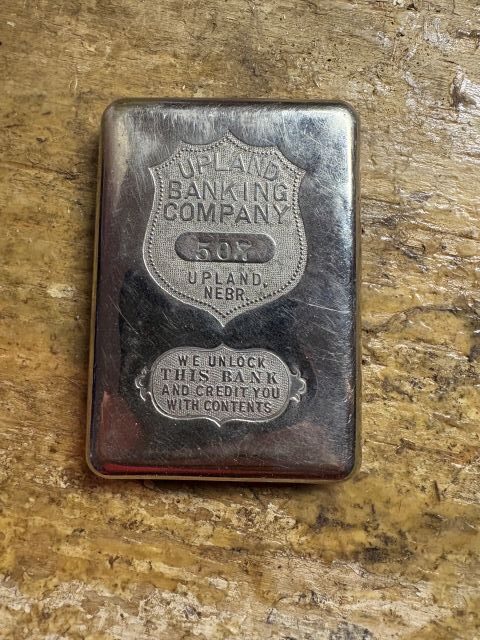 UPLAND
BANKING
COMPANY
507
UPLAND,
NEBR.
WE UNLOCK
THIS BANK
AND CREDIT YOU
WITH CONTENTS